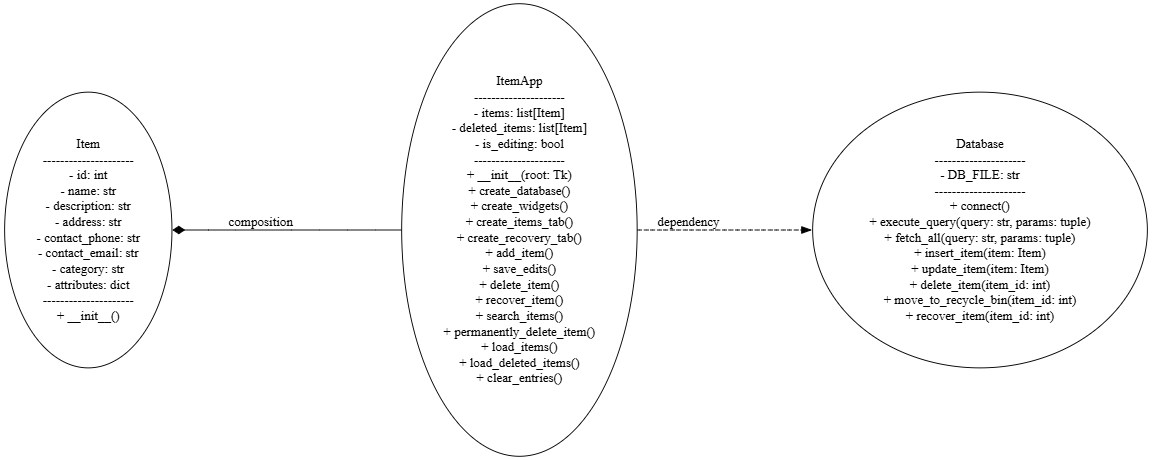 Item
---------------------
- id: int
- name: str
- description: str
- address: str
- contact_phone: str
- contact_email: str
- category: str
- attributes: dict
---------------------
+ __init__()
composition
ItemApp
---------------------
- items: list[Item]
- deleted_items: list[Item]
- is_editing: bool
---------------------
+ __init__(root: Tk)
+ create_database()
+ create_widgets()
+ create_items_tab()
+ create_recovery_tab()
+ add_item()
+ save_edits()
+ delete_item()
+ recover_item()
+ search_items()
+ permanently_delete_item()
+ load_items()
+ load_deleted_items()
+ clear_entries()
dependency
Database
---------------------
- DB_FILE: str
---------------------
+ connect()
+ execute_query(query: str, params: tuple)
+ fetch_all(query: str, params: tuple)
+ insert_item(item: Item)
+ update_item(item: Item)
+ delete_item(item_id: int)
+ move_to_recycle_bin(item_id: int)
+ recover_item(item_id: int)